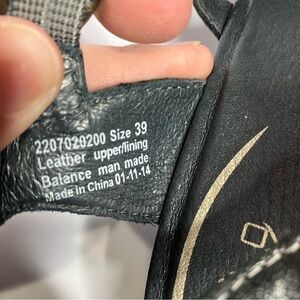 2207020200 Size 39
Leather upper/lining
Balance man made
Made in China 01-11-14